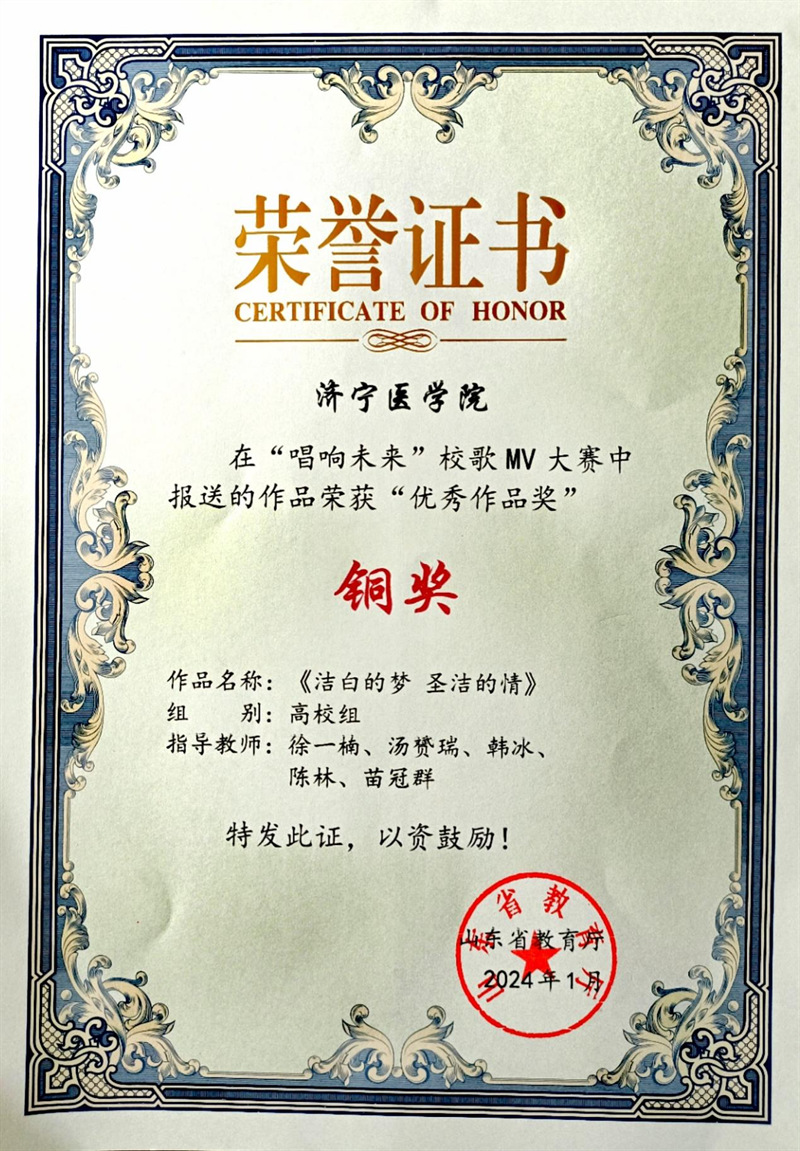 荣誉证书
CERTIFICATE OF HONOR
济宁医学院
在“唱响未来”校歌MV大赛中
报送的作品荣获“优秀作品奖”
铜奖
作品名称：《洁白的梦 圣洁的情》
组 别：高校组
指导教师：徐一楠、汤赟瑞、韩冰、
陈林、苗冠群
特发此证，以资鼓励！
山东省教育厅
山东省教育厅
2024年1月